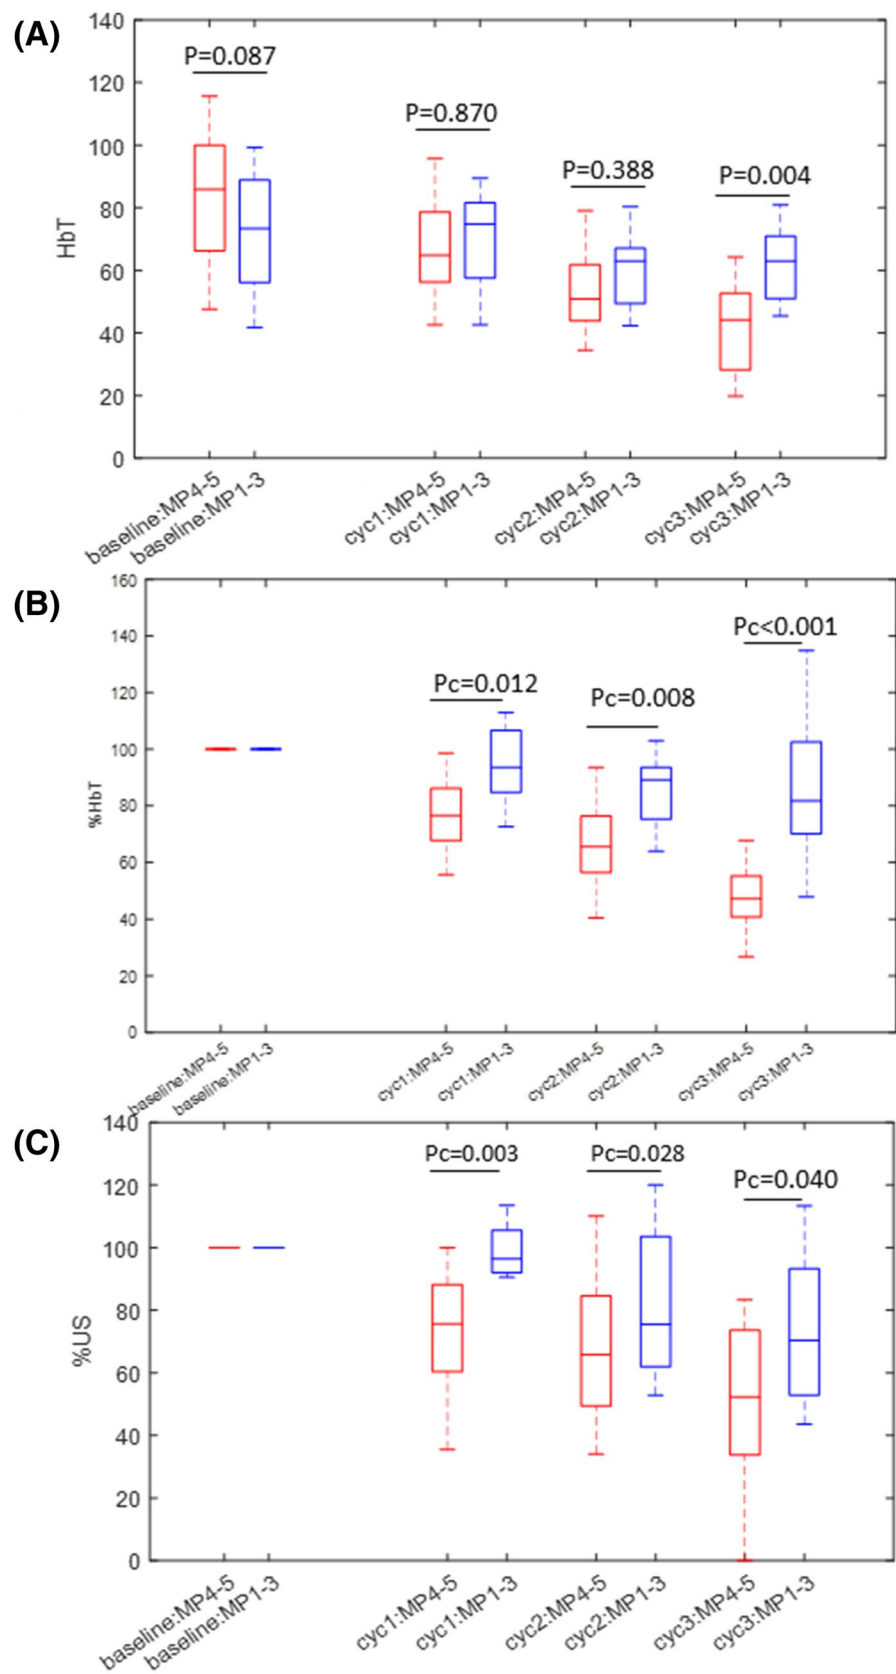 (A)
140
120
100
80
60
40
20
0
HbT
P=0.087
P=0.870
P=0.388
P=0.004
baseline:MP4-5
baseline:MP1-3
cyc1:MP4-5
cyc1:MP1-3
cyc2:MP4-5
cyc2:MP1-3
cyc3:MP4-5
cyc3:MP1-3
(B)
160
140
120
100
80
60
40
20
0
%HbT
Pc=0.012
Pc=0.008
Pc<0.001
baseline:MP4-5
baseline:MP1-3
cyc1:MP4-5
cyc1:MP1-3
cyc2:MP4-5
cyc2:MP1-3
cyc3:MP4-5
cyc3:MP1-3
(C)
140
120
100
80
60
40
20
0
%US
Pc=0.003
Pc=0.028
Pc=0.040
baseline:MP4-5
baseline:MP1-3
cyc1:MP4-5
cyc1:MP1-3
cyc2:MP4-5
cyc2:MP1-3
cyc3:MP4-5
cyc3:MP1-3